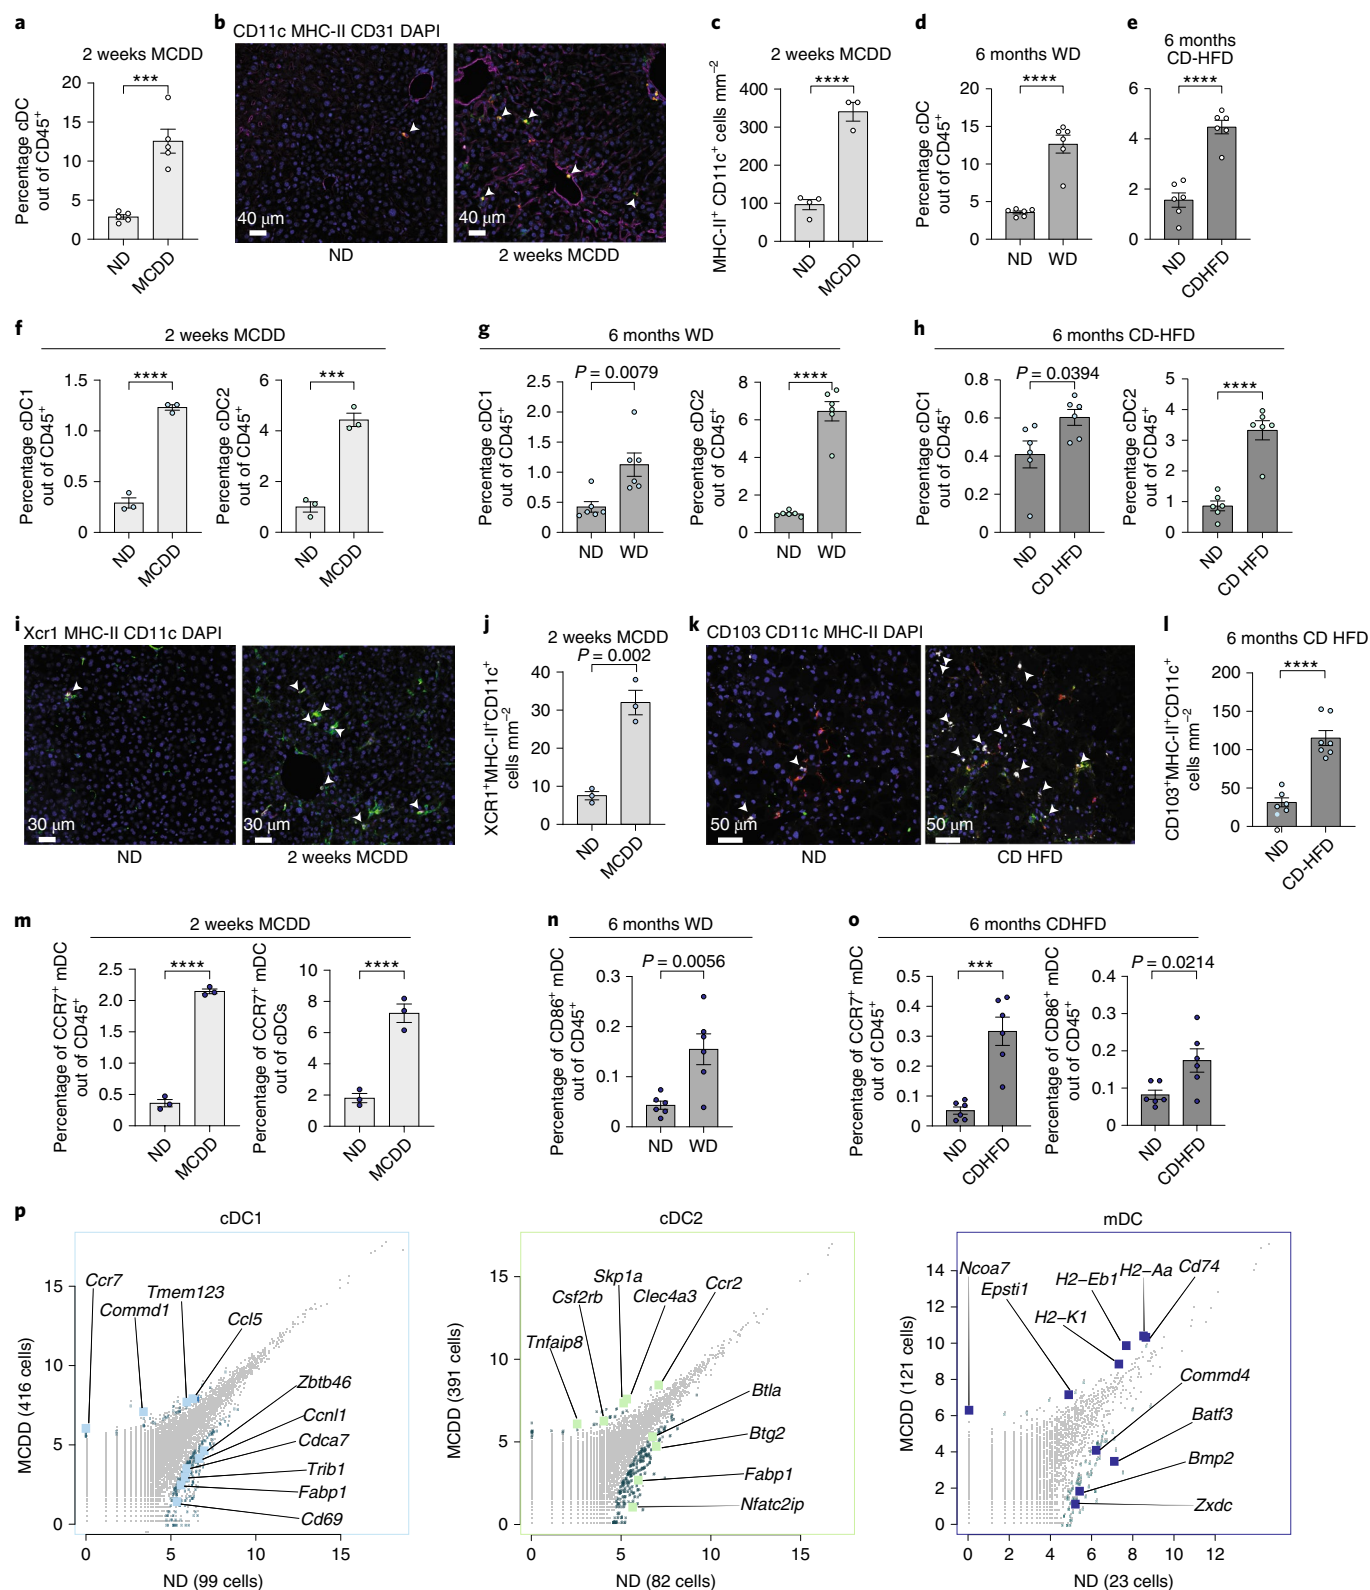 a
2 weeks MCDD
Percentage cDC
out of CD45⁺
20
15
10
5
0
***
ND
MCDD
b
CD11c MHC-II CD31 DAPI
40 μm
ND
40 μm
2 weeks MCDD
c
2 weeks MCDD
MHC-II⁺ CD11c⁺ cells mm⁻²
400
300
200
100
0
****
ND
MCDD
d
6 months WD
Percentage cDC
out of CD45⁺
20
15
10
5
0
****
ND
WD
e
6 months
CD-HFD
6
4
2
0
****
ND
CDHFD
f
2 weeks MCDD
Percentage cDC1
out of CD45⁺
1.5
1.0
0.5
0
****
ND
MCDD
Percentage cDC2
out of CD45⁺
6
4
2
0
***
ND
MCDD
g
6 months WD
Percentage cDC1
out of CD45⁺
2.5
2.0
1.5
1.0
0.5
0
P = 0.0079
ND
WD
Percentage cDC2
out of CD45⁺
8
6
4
2
0
****
ND
WD
h
6 months CD-HFD
Percentage cDC1
out of CD45⁺
0.8
0.6
0.4
0.2
0
P = 0.0394
ND
CD HFD
Percentage cDC2
out of CD45⁺
5
4
3
2
1
0
****
ND
CD HFD
i
Xcr1 MHC-II CD11c DAPI
30 μm
ND
30 μm
2 weeks MCDD
j
2 weeks MCDD
P = 0.002
XCR1⁺MHC-II⁺CD11c⁺
cells mm⁻²
40
30
20
10
0
ND
MCDD
k
CD103 CD11c MHC-II DAPI
50 μm
ND
50 μm
CD HFD
l
6 months CD HFD
CD103⁺MHC-II⁺CD11c⁺
cells mm⁻²
200
150
100
50
0
****
ND
CD-HFD
m
2 weeks MCDD
Percentage of CCR7⁺ mDC
out of CD45⁺
2.5
2.0
1.5
1.0
0.5
0
****
ND
MCDD
Percentage of CCR7⁺ mDC
out of cDCs
10
8
6
4
2
0
****
ND
MCDD
n
6 months WD
Percentage of CD86⁺ mDC
out of CD45⁺
0.3
0.2
0.1
0
P = 0.0056
ND
WD
o
6 months CDHFD
Percentage of CCR7⁺ mDC
out of CD45⁺
0.5
0.4
0.3
0.2
0.1
0
***
ND
CDHFD
Percentage of CD86⁺ mDC
out of CD45⁺
0.4
0.3
0.2
0.1
0
P = 0.0214
ND
CDHFD
p
cDC1
MCDD (416 cells)
15
10
5
0
Ccr7
Commd1
Tmem123
Ccl5
Zbtb46
Ccnl1
Cdca7
Trib1
Fabp1
Cd69
0 5 10 15
ND (99 cells)
cDC2
MCDD (391 cells)
15
10
5
0
Tnfaip8
Csf2rb
Skp1a
Clec4a3
Ccr2
Btla
Btg2
Fabp1
Nfatc2ip
0 5 10 15
ND (82 cells)
mDC
MCDD (121 cells)
14
12
10
8
6
4
2
0
Ncoa7
Epsti1
H2−K1
H2−Eb1
H2−Aa
Cd74
Commd4
Batf3
Bmp2
Zxdc
0 2 4 6 8 10 12
ND (23 cells)